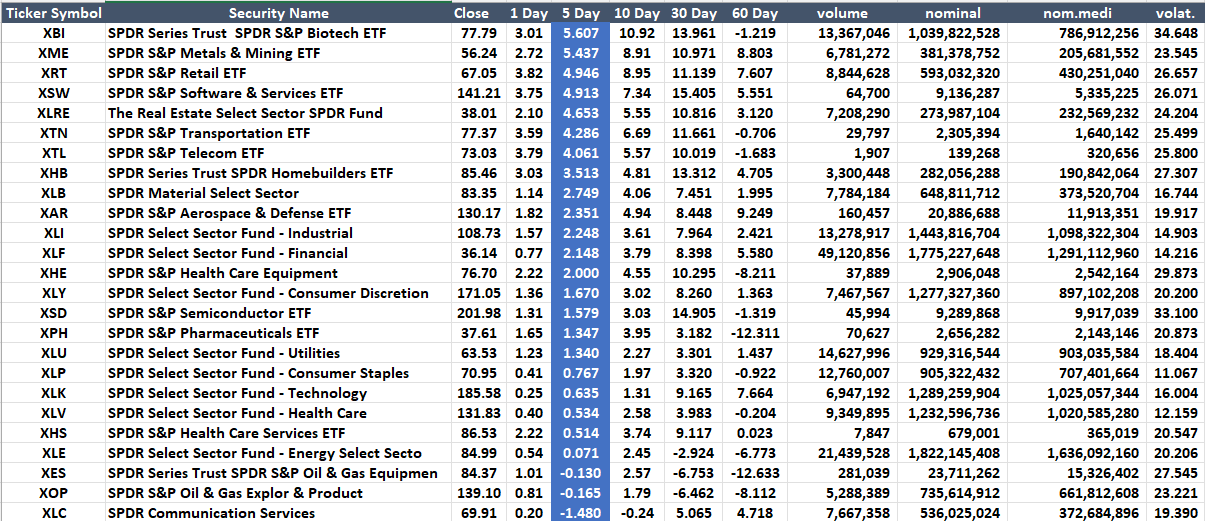 Ticker Symbol Security Name Close 1 Day 5 Day 10 Day 30 Day 60 Day volume nominal nom.medi volat.
XBI SPDR Series Trust SPDR S&P Biotech ETF 77.79 3.01 5.607 10.92 13.961 -1.219 13,367,046 1,039,822,528 786,912,256 34.648
XME SPDR S&P Metals & Mining ETF 56.24 2.72 5.437 8.91 10.971 8.803 6,781,272 381,378,752 205,681,552 23.545
XRT SPDR S&P Retail ETF 67.05 3.82 4.946 8.95 11.139 7.607 8,844,628 593,032,320 430,251,040 26.657
XSW SPDR S&P Software & Services ETF 141.21 3.75 4.913 7.34 15.405 5.551 64,700 9,136,287 5,335,225 26.071
XLRE The Real Estate Select Sector SPDR Fund 38.01 2.10 4.653 5.55 10.816 3.120 7,208,290 273,987,104 232,569,232 24.204
XTN SPDR S&P Transportation ETF 77.37 3.59 4.286 6.69 11.661 -0.706 29,797 2,305,394 1,640,142 25.499
XTL SPDR S&P Telecom ETF 73.03 3.79 4.061 5.57 10.019 -1.683 1,907 139,268 320,656 25.800
XHB SPDR Series Trust SPDR Homebuilders ETF 85.46 3.03 3.513 4.81 13.312 4.705 3,300,448 282,056,288 190,842,064 27.307
XLB SPDR Material Select Sector 83.35 1.14 2.749 4.06 7.451 1.995 7,784,184 648,811,712 373,520,704 16.744
XAR SPDR S&P Aerospace & Defense ETF 130.17 1.82 2.351 4.94 8.448 9.249 160,457 20,886,688 11,913,351 19.917
XLI SPDR Select Sector Fund - Industrial 108.73 1.57 2.248 3.61 7.964 2.421 13,278,917 1,443,816,704 1,098,322,304 14.903
XLF SPDR Select Sector Fund - Financial 36.14 0.77 2.148 3.79 8.398 5.580 49,120,856 1,775,227,648 1,291,112,960 14.216
XHE SPDR S&P Health Care Equipment 76.70 2.22 2.000 4.55 10.295 -8.211 37,889 2,906,048 2,542,164 29.873
XLY SPDR Select Sector Fund - Consumer Discretion 171.05 1.36 1.670 3.02 8.260 1.363 7,467,567 1,277,327,360 897,102,208 20.200
XSD SPDR S&P Semiconductor ETF 201.98 1.31 1.579 3.03 14.905 -1.319 45,994 9,289,868 9,917,039 33.100
XPH SPDR S&P Pharmaceuticals ETF 37.61 1.65 1.347 3.95 3.182 -12.311 70,627 2,656,282 2,143,146 20.873
XLU SPDR Select Sector Fund - Utilities 63.53 1.23 1.340 2.27 3.301 1.437 14,627,996 929,316,544 903,035,584 18.404
XLP SPDR Select Sector Fund - Consumer Staples 70.95 0.41 0.767 1.97 3.320 -0.922 12,760,007 905,322,432 707,401,664 11.067
XLK SPDR Select Sector Fund - Technology 185.58 0.25 0.635 1.31 9.165 7.664 6,947,192 1,289,259,904 1,025,057,344 16.004
XLV SPDR Select Sector Fund - Health Care 131.83 0.40 0.534 2.58 3.983 -0.204 9,349,895 1,232,596,736 1,020,585,280 12.159
XHS SPDR S&P Health Care Services ETF 86.53 2.22 0.514 3.74 9.117 0.023 7,847 679,001 365,019 20.547
XLE SPDR Select Sector Fund - Energy Select Secto 84.99 0.54 0.071 2.45 -2.924 -6.773 21,439,528 1,822,145,408 1,636,092,160 20.206
XES SPDR Series Trust SPDR S&P Oil & Gas Equipmen 84.37 1.01 -0.130 2.57 -6.753 -12.633 281,039 23,711,262 15,326,402 27.545
XOP SPDR S&P Oil & Gas Explor & Product 139.10 0.81 -0.165 1.79 -6.462 -8.112 5,288,389 735,614,912 661,812,608 23.221
XLC SPDR Communication Services 69.91 0.20 -1.480 -0.24 5.065 4.718 7,667,358 536,025,024 372,684,896 19.390